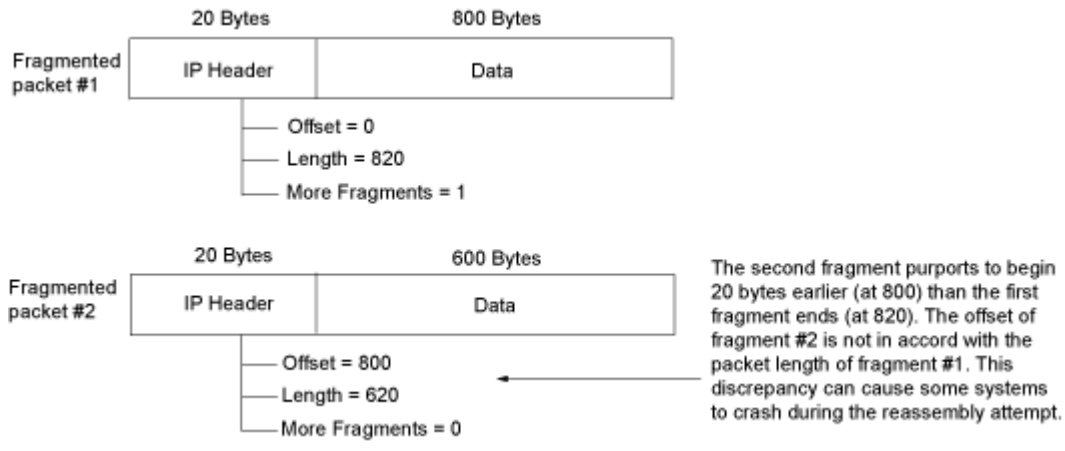 20 Bytes 800 Bytes
Fragmented
packet #1
IP Header Data
Offset = 0
Length = 820
More Fragments = 1
20 Bytes 600 Bytes
Fragmented
packet #2
IP Header Data
Offset = 800
Length = 620
More Fragments = 0
The second fragment purports to begin
20 bytes earlier (at 800) than the first
fragment ends (at 820). The offset of
fragment #2 is not in accord with the
packet length of fragment #1. This
discrepancy can cause some systems
to crash during the reassembly attempt.